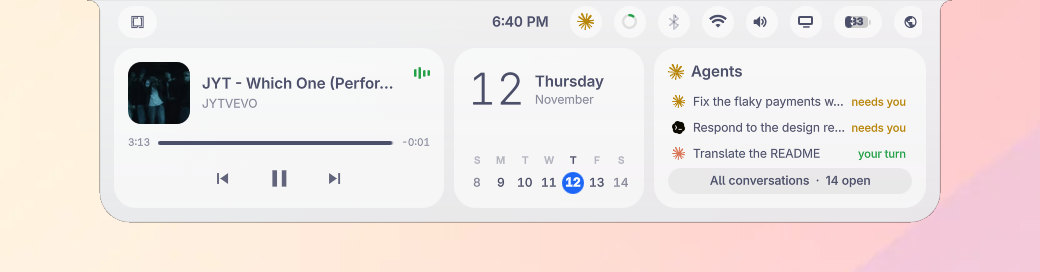 6:40 PM
83
JYT - Which One (Perfor...
JYTVEVO
3:13
-0:01
12
Thursday
November
S M T W T F S
8 9 10 11 12 13 14
Agents
Fix the flaky payments w... needs you
Respond to the design re... needs you
Translate the README your turn
All conversations · 14 open